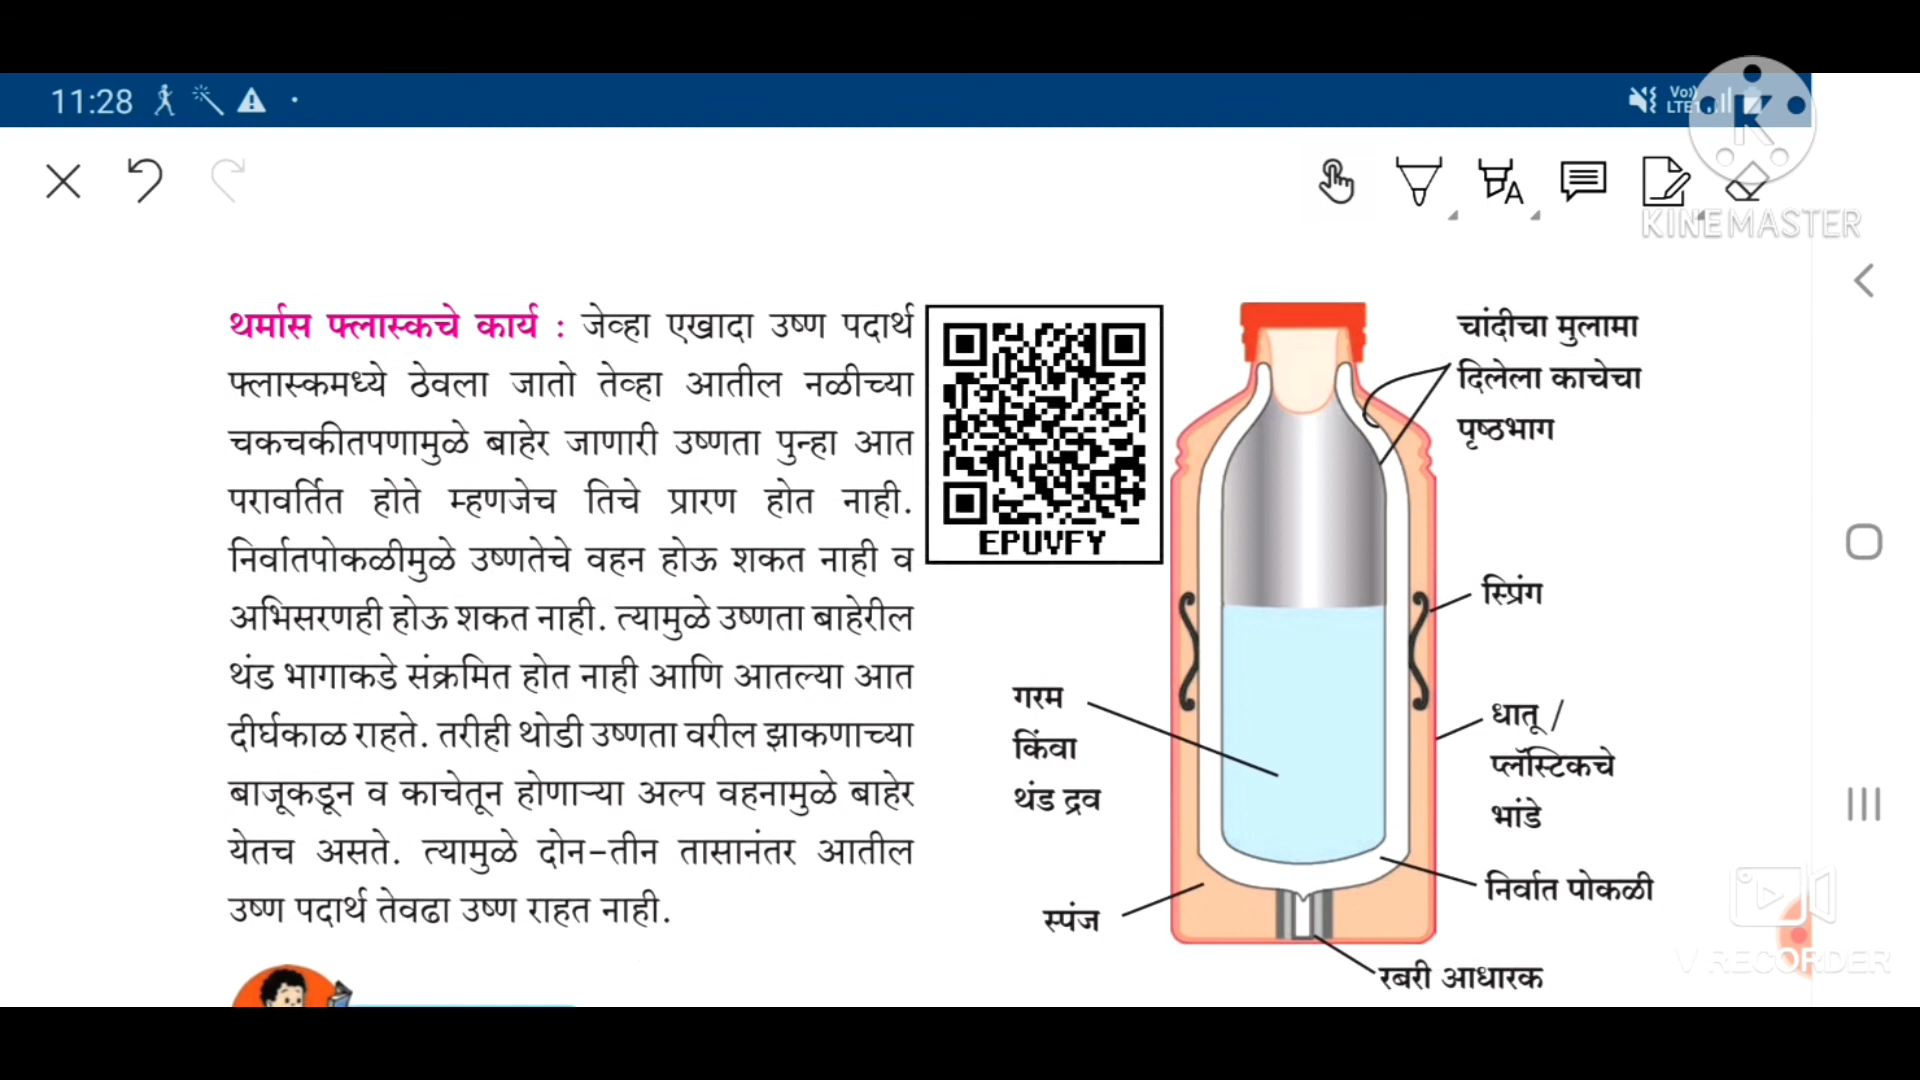 11:28
Vo)) LTE1
KINEMASTER
थर्मास फ्लास्कचे कार्य : जेव्हा एखादा उष्ण पदार्थ
फ्लास्कमध्ये ठेवला जातो तेव्हा आतील नळीच्या
चकचकीतपणामुळे बाहेर जाणारी उष्णता पुन्हा आत
परावर्तित होते म्हणजेच तिचे प्रारण होत नाही.
निर्वातपोकळीमुळे उष्णतेचे वहन होऊ शकत नाही व
अभिसरणही होऊ शकत नाही. त्यामुळे उष्णता बाहेरील
थंड भागाकडे संक्रमित होत नाही आणि आतल्या आत
दीर्घकाळ राहते. तरीही थोडी उष्णता वरील झाकणाच्या
बाजूकडून व काचेतून होणाऱ्या अल्प वहनामुळे बाहेर
येतच असते. त्यामुळे दोन-तीन तासानंतर आतील
उष्ण पदार्थ तेवढा उष्ण राहत नाही.
EPUVFY
चांदीचा मुलामा
दिलेला काचेचा
पृष्ठभाग
स्प्रिंग
गरम
किंवा
थंड द्रव
धातू /
प्लॅस्टिकचे
भांडे
निर्वात पोकळी
स्पंज
रबरी आधारक
V RECORDER